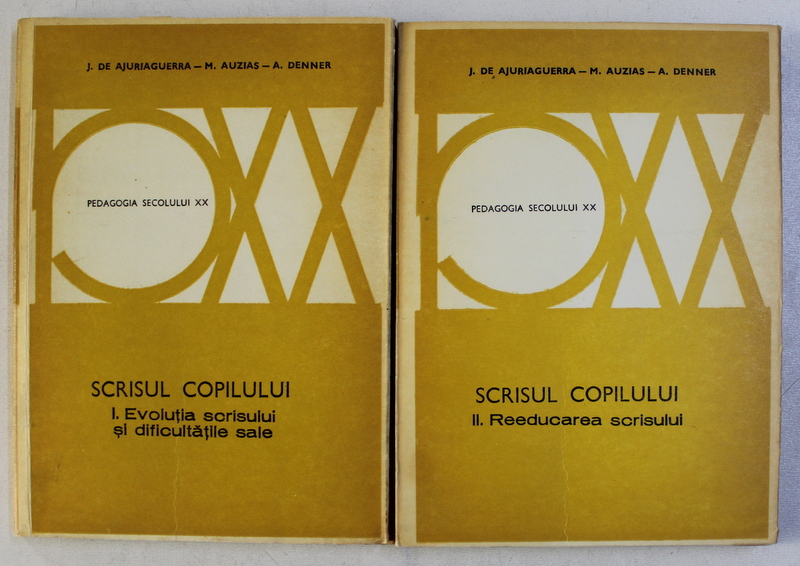 J. DE AJURIAGUERRA — M. AUZIAS — A. DENNER
PEDAGOGIA SECOLULUI XX
SCRISUL COPILULUI
I. Evoluția scrisului
și dificultățile sale
J. DE AJURIAGUERRA — M. AUZIAS — A. DENNER
PEDAGOGIA SECOLULUI XX
SCRISUL COPILULUI
II. Reeducarea scrisului